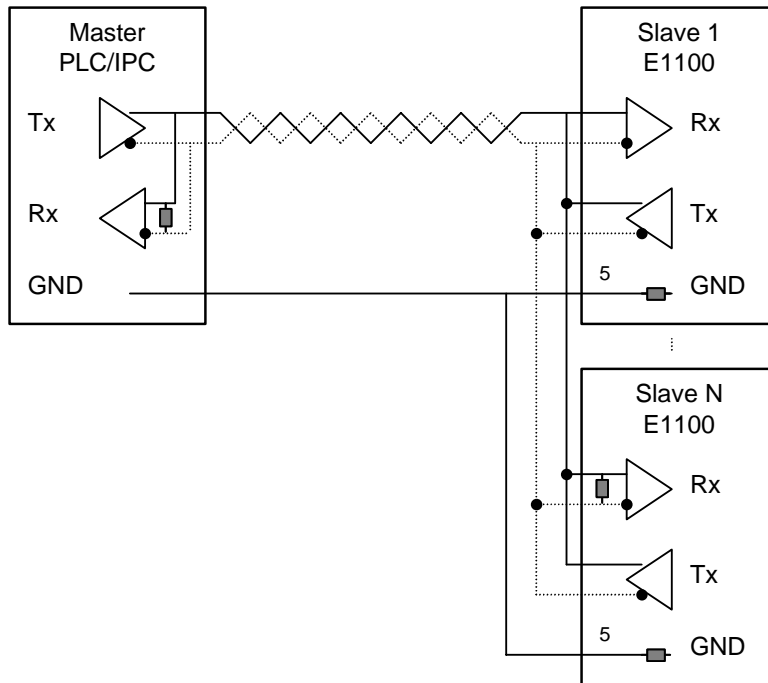 Master
PLC/IPC
Tx
Rx
GND
Slave 1
E1100
Rx
Tx
5
GND
Slave N
E1100
Rx
Tx
5
GND